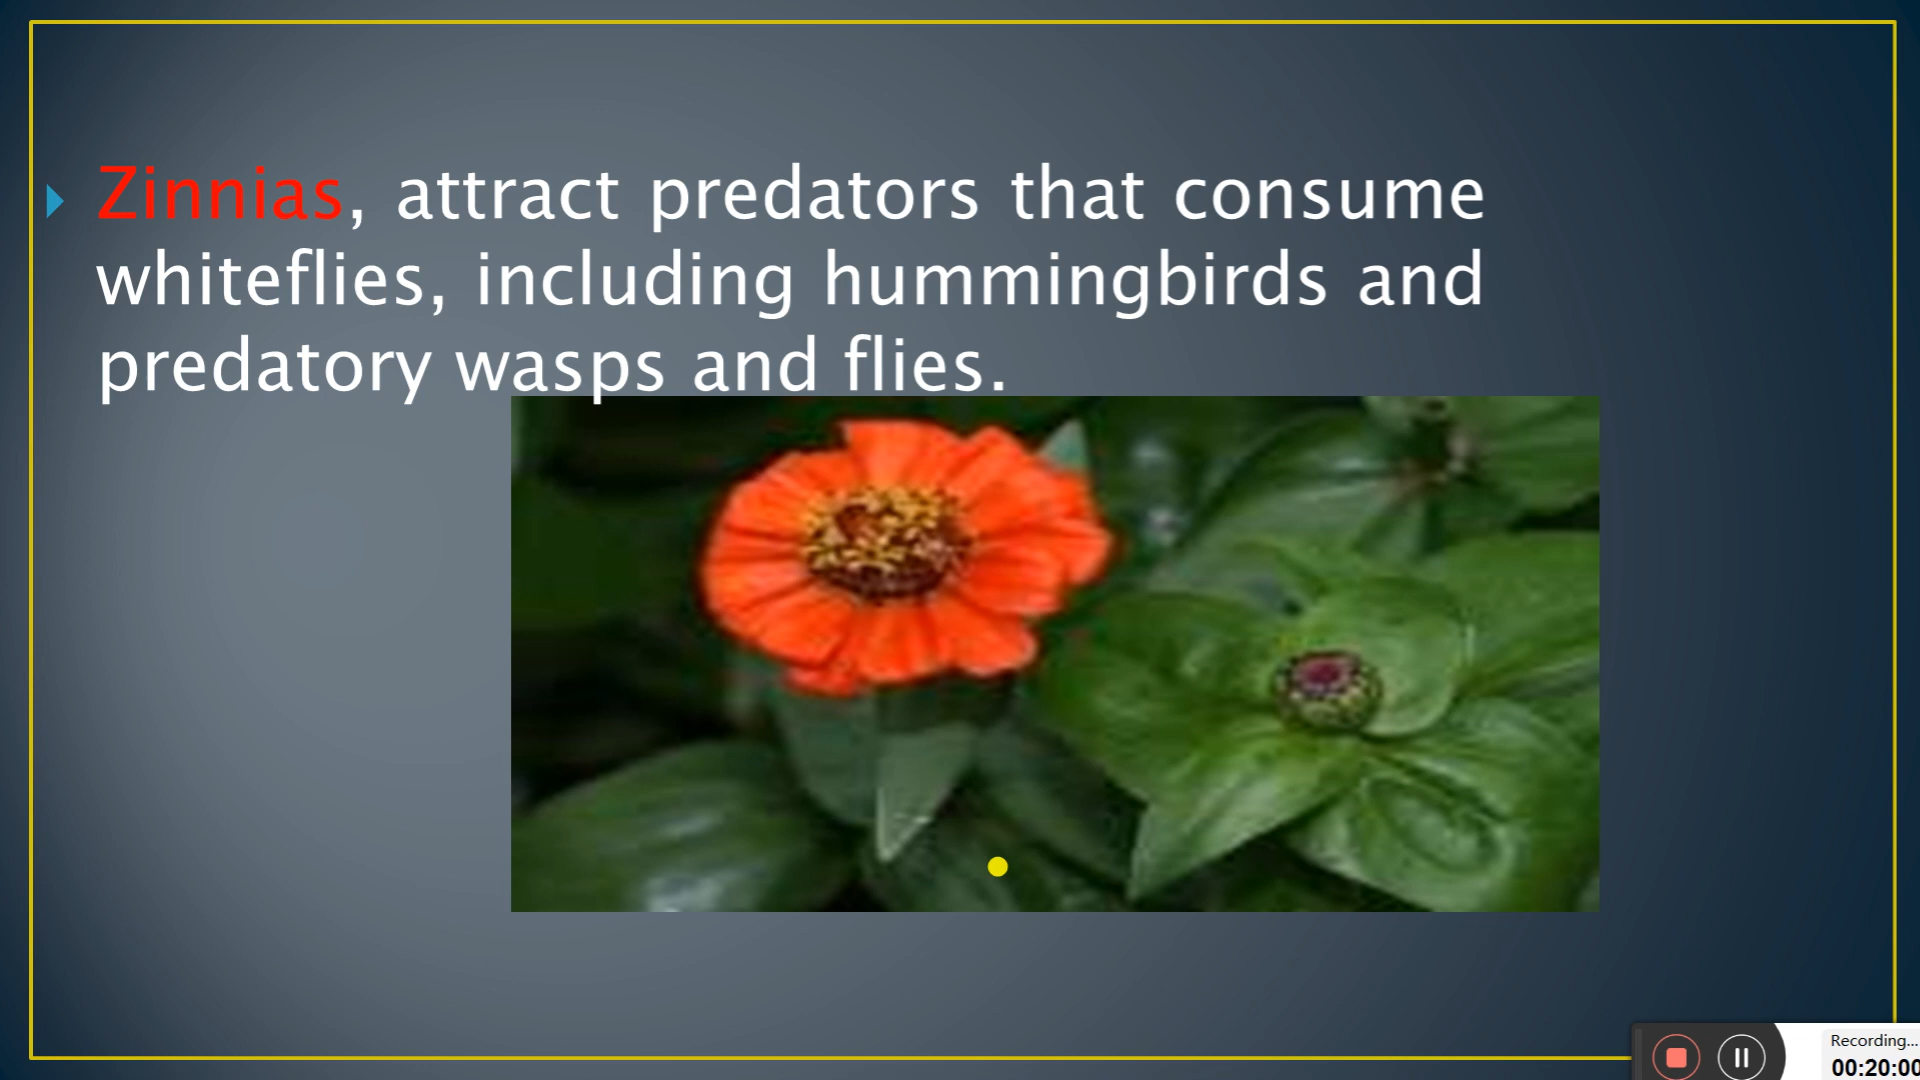 Zinnias, attract predators that consume
whiteflies, including hummingbirds and
predatory wasps and flies.
Recording...
00:20:00